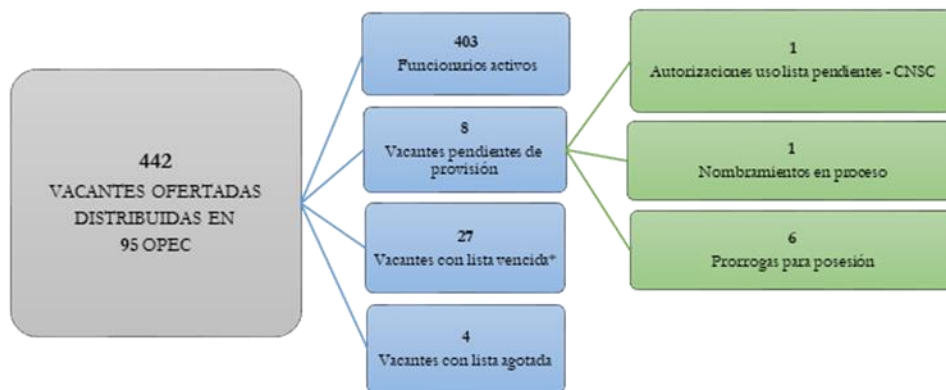 442
VACANTES OFERTADAS
DISTRIBUIDAS EN
95 OPEC
403
Funcionarios activos
8
Vacantes pendientes de
provisión
27
Vacantes con lista vencida*
4
Vacantes con lista agotada
1
Autorizaciones uso lista pendientes - CNSC
1
Nombramientos en proceso
6
Prorrogas para posesión